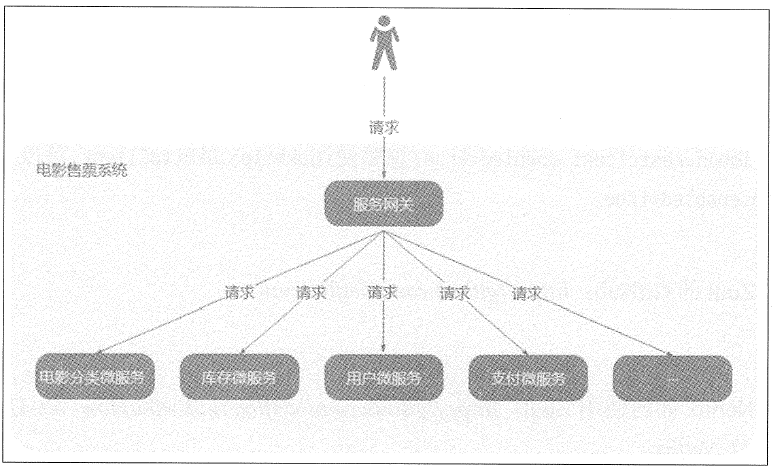 请求
电影售票系统
服务网关
请求 请求 请求 请求 请求
电影分类微服务 库存微服务 用户微服务 支付微服务 ...